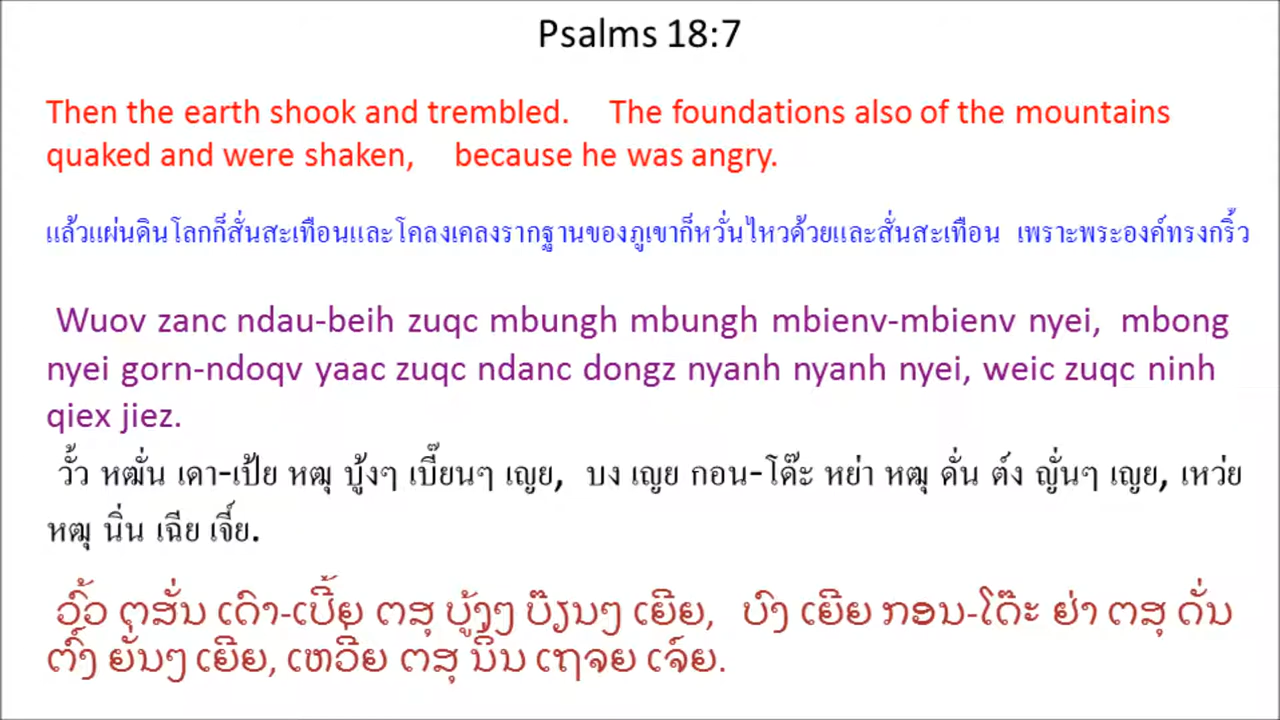 Psalms 18:7
Then the earth shook and trembled. The foundations also of the mountains
quaked and were shaken, because he was angry.
แล้วแผ่นดินโลกก็สั่นสะเทือนและโคลงเคลงรากฐานของภูเขาก็หวั่นไหวด้วยและสั่นสะเทือน เพราะพระองค์ทรงกริ้ว
Wuov zanc ndau-beih zuqc mbungh mbungh mbienv-mbienv nyei, mbong
nyei gorn-ndoqv yaac zuqc ndanc dongz nyanh nyanh nyei, weic zuqc ninh
qiex jiez.
วั้ว หฒั่น เดา-เป้ย หฒุ บู้งๆ เบี๊ยนๆ เญย, บง เญย กอน-โด๊ะ หย่า หฒุ ดั่น ต์ง ญั่นๆ เญย, เหว่ย
หฒุ นิ่น เฉีย เจี์ย.
ວົ້ວ ຕສັ່ນ ເດົາ-ເປີ້ຍ ຕສຸ ບູ້ງໆ ບ໊ຽນໆ ເຍີຍ, ບົງ ເຍີຍ ກອນ-ໂດ໊ະ ຢ່າ ຕສຸ ດັ່ນ
ຕົ໌ງ ຍັ່ນໆ ເຍີຍ, ເຫວີ່ຍ ຕສຸ ນິ່ນ ເຖຈຍ ເຈ໌ຍ.